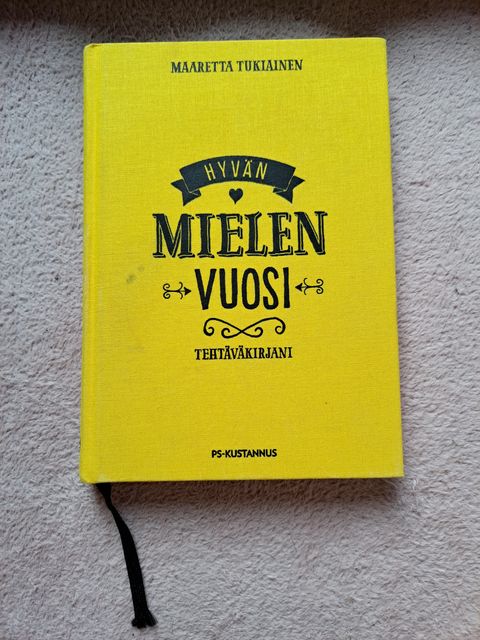 MAARETTA TUKIAINEN
HYVÄN
MIELEN
VUOSI
TEHTÄVÄKIRJANI
PS-KUSTANNUS